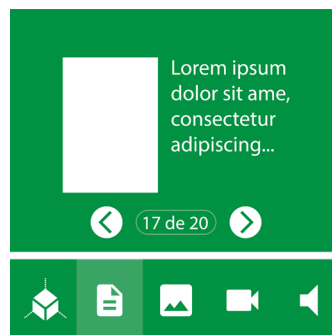 Lorem ipsum
dolor sit ame,
consectetur
adipiscing...
17 de 20